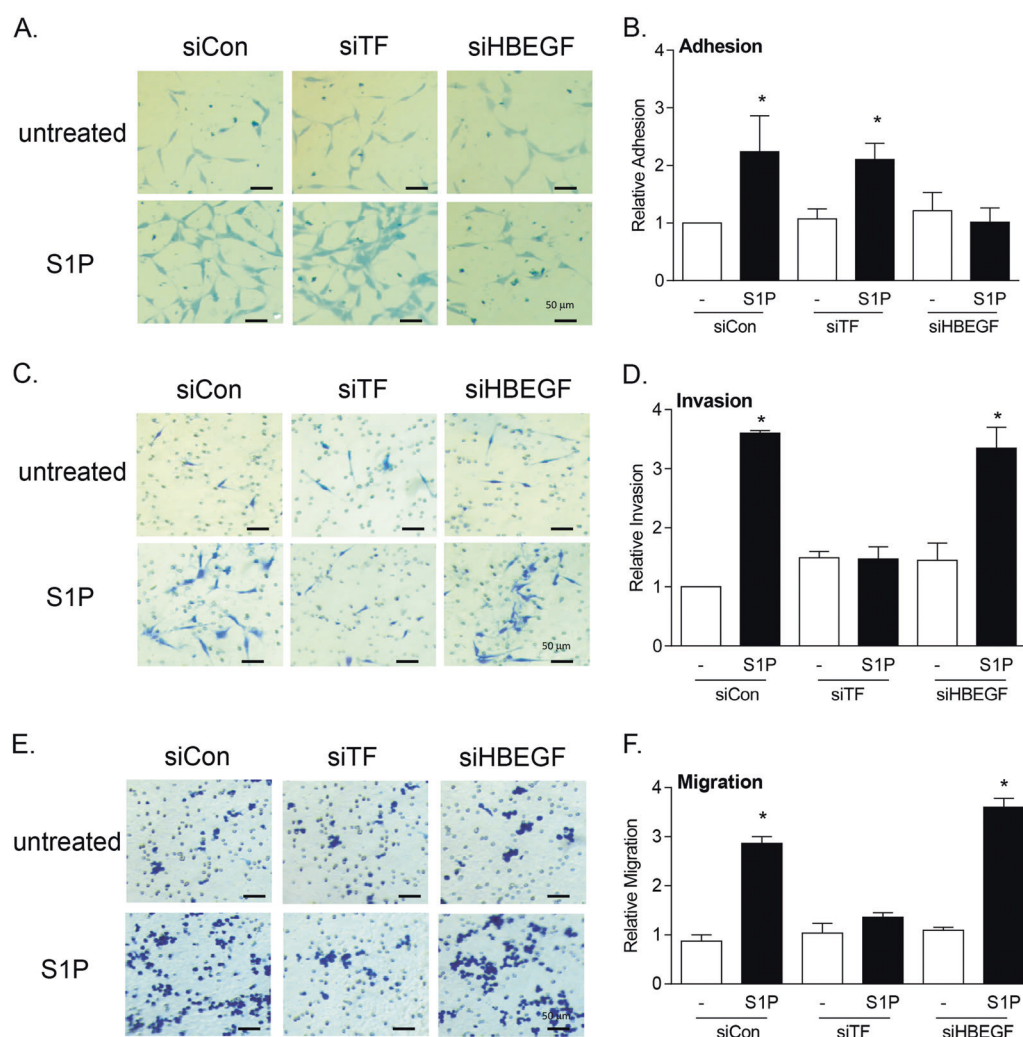 A.
siCon siTF siHBEGF
untreated
S1P
50 µm
B.
Adhesion
Relative Adhesion
4
3
2
1
0
- S1P - S1P - S1P
siCon siTF siHBEGF
*
*
C.
siCon siTF siHBEGF
untreated
S1P
50 µm
D.
Invasion
Relative Invasion
4
3
2
1
0
- S1P - S1P - S1P
siCon siTF siHBEGF
*
*
E.
siCon siTF siHBEGF
untreated
S1P
50 µm
F.
Migration
Relative Migration
4
3
2
1
0
- S1P - S1P - S1P
siCon siTF siHBEGF
*
*